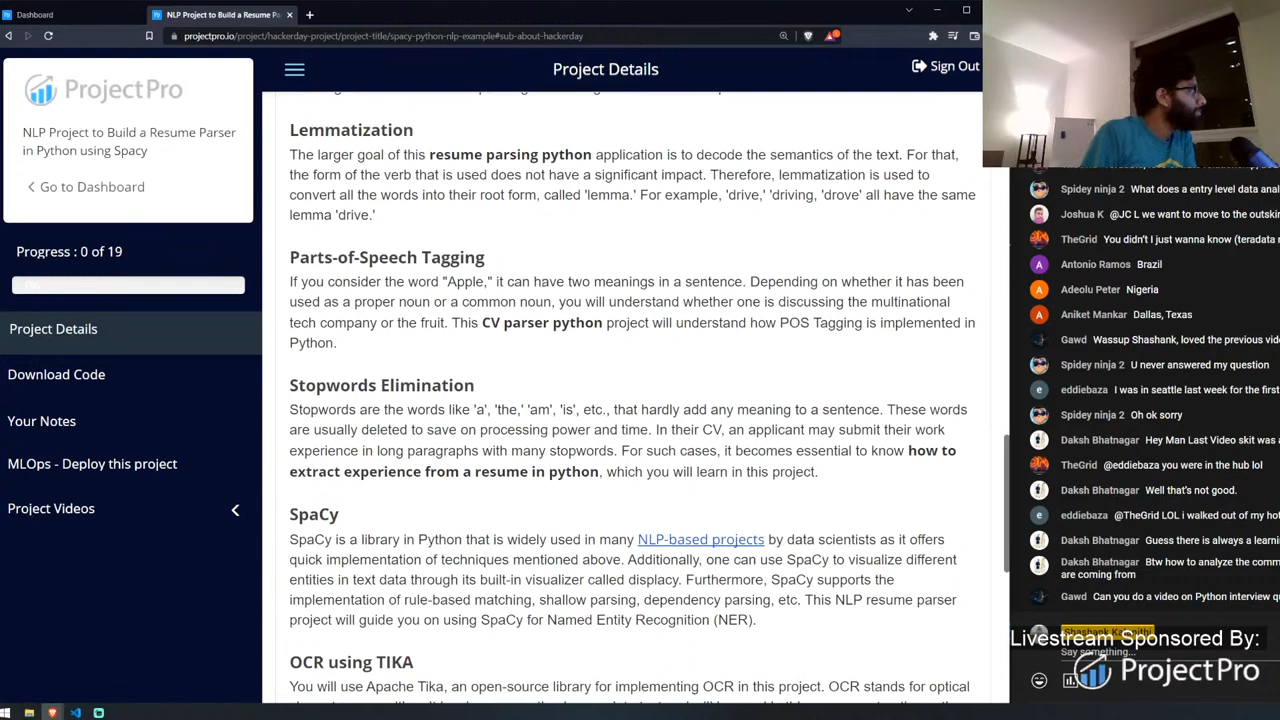 Dashboard
NLP Project to Build a Resume Pa
projectpro.io/project/hackerday-project/project-title/spacy-python-nlp-example#sub-about-hackerday
ProjectPro
NLP Project to Build a Resume Parser
in Python using Spacy
Go to Dashboard
Progress : 0 of 19
0%
Project Details
Download Code
Your Notes
MLOps - Deploy this project
Project Videos
Project Details
Sign Out
Lemmatization
The larger goal of this resume parsing python application is to decode the semantics of the text. For that,
the form of the verb that is used does not have a significant impact. Therefore, lemmatization is used to
convert all the words into their root form, called 'lemma.' For example, 'drive,' 'driving, 'drove' all have the same
lemma 'drive.'
Parts-of-Speech Tagging
If you consider the word "Apple," it can have two meanings in a sentence. Depending on whether it has been
used as a proper noun or a common noun, you will understand whether one is discussing the multinational
tech company or the fruit. This CV parser python project will understand how POS Tagging is implemented in
Python.
Stopwords Elimination
Stopwords are the words like 'a', 'the,' 'am', 'is', etc., that hardly add any meaning to a sentence. These words
are usually deleted to save on processing power and time. In their CV, an applicant may submit their work
experience in long paragraphs with many stopwords. For such cases, it becomes essential to know how to
extract experience from a resume in python, which you will learn in this project.
SpaCy
SpaCy is a library in Python that is widely used in many NLP-based projects by data scientists as it offers
quick implementation of techniques mentioned above. Additionally, one can use SpaCy to visualize different
entities in text data through its built-in visualizer called displacy. Furthermore, SpaCy supports the
implementation of rule-based matching, shallow parsing, dependency parsing, etc. This NLP resume parser
project will guide you on using SpaCy for Named Entity Recognition (NER).
OCR using TIKA
You will use Apache Tika, an open-source library for implementing OCR in this project. OCR stands for optical
Spidey ninja 2 What does a entry level data anal
Joshua K @JC L we want to move to the outskir
TheGrid You didn't I just wanna know (teradata
Antonio Ramos Brazil
Adeolu Peter Nigeria
Aniket Mankar Dallas, Texas
Gawd Wassup Shashank, loved the previous vide
Spidey ninja 2 U never answered my question
eddiebaza I was in seattle last week for the first
Spidey ninja 2 Oh ok sorry
Daksh Bhatnagar Hey Man Last Video skit was a
TheGrid @eddiebaza you were in the hub lol
Daksh Bhatnagar Well that's not good.
eddiebaza @TheGrid LOL i walked out of my ho
Daksh Bhatnagar Guess there is always a learni
Daksh Bhatnagar Btw how to analyze the comm
are coming from
Gawd Can you do a video on Python interview qu
Shashank
Say something...
Livestream Sponsored By:
ProjectPro